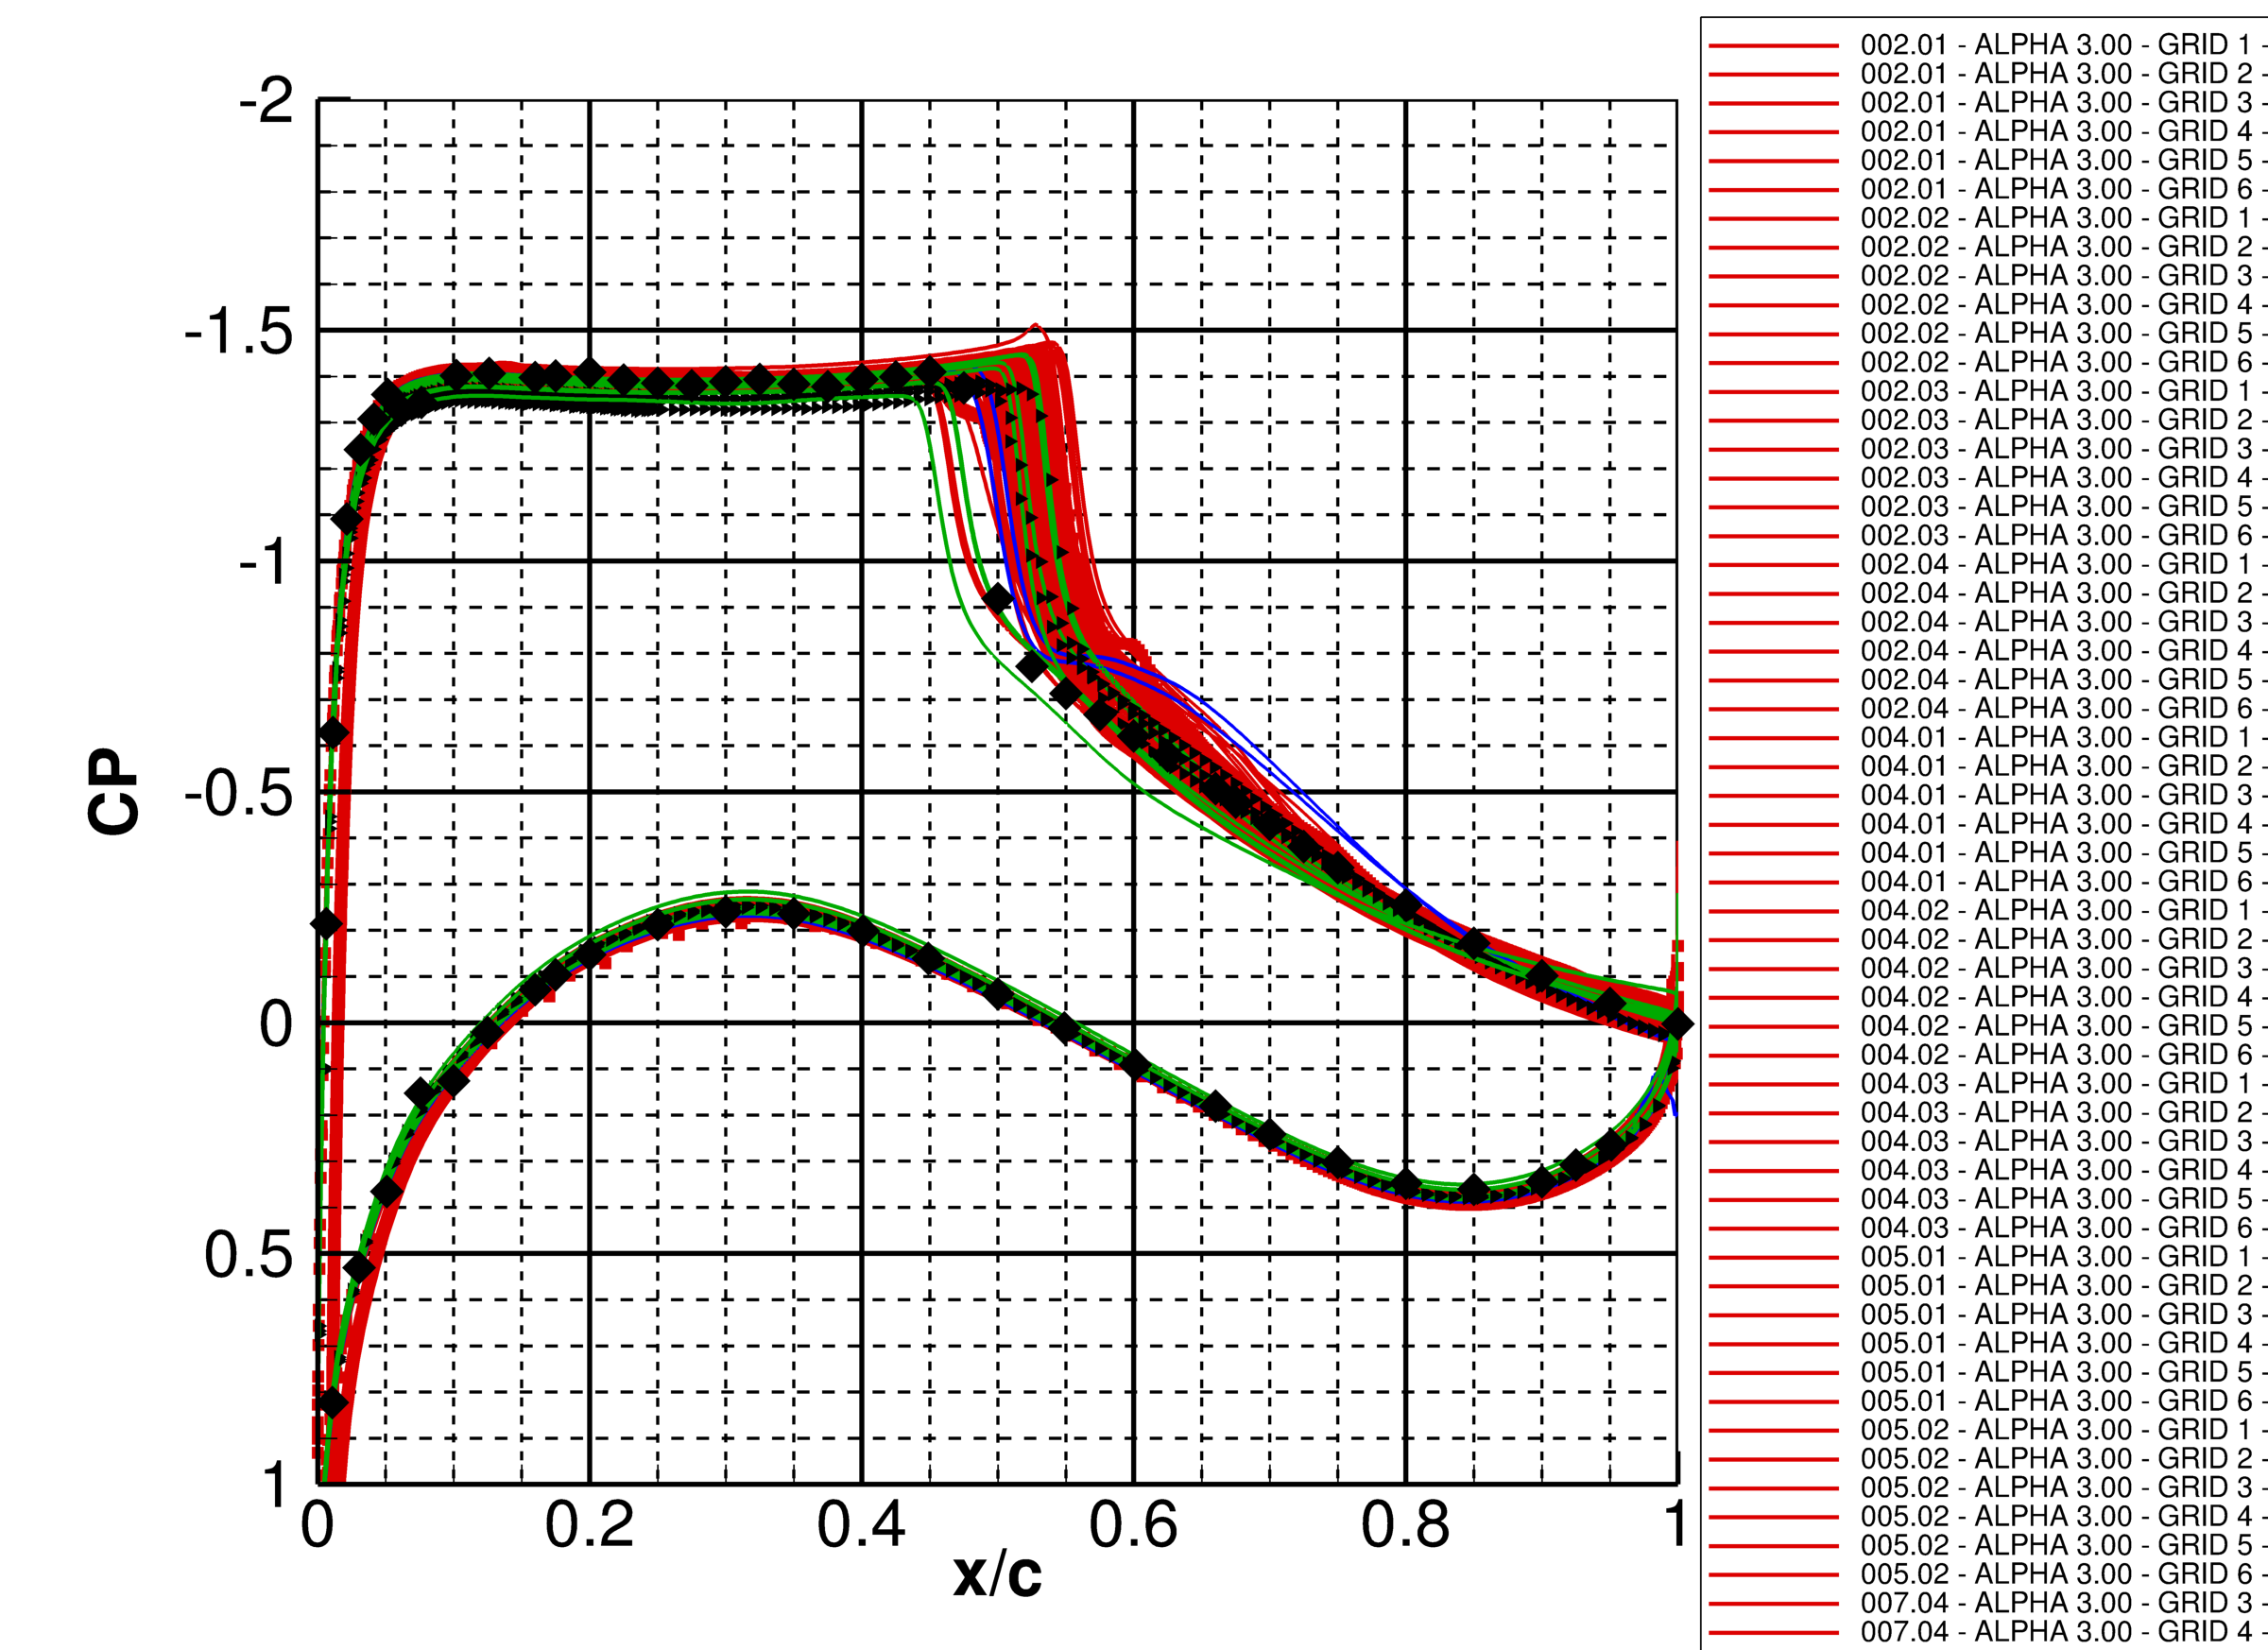 -2
-1.5
-1
-0.5
0
0.5
1
CP
0 0.2 0.4 0.6 0.8 1
x/c
002.01 - ALPHA 3.00 - GRID 1 -
002.01 - ALPHA 3.00 - GRID 2 -
002.01 - ALPHA 3.00 - GRID 3 -
002.01 - ALPHA 3.00 - GRID 4 -
002.01 - ALPHA 3.00 - GRID 5 -
002.01 - ALPHA 3.00 - GRID 6 -
002.02 - ALPHA 3.00 - GRID 1 -
002.02 - ALPHA 3.00 - GRID 2 -
002.02 - ALPHA 3.00 - GRID 3 -
002.02 - ALPHA 3.00 - GRID 4 -
002.02 - ALPHA 3.00 - GRID 5 -
002.02 - ALPHA 3.00 - GRID 6 -
002.03 - ALPHA 3.00 - GRID 1 -
002.03 - ALPHA 3.00 - GRID 2 -
002.03 - ALPHA 3.00 - GRID 3 -
002.03 - ALPHA 3.00 - GRID 4 -
002.03 - ALPHA 3.00 - GRID 5 -
002.03 - ALPHA 3.00 - GRID 6 -
002.04 - ALPHA 3.00 - GRID 1 -
002.04 - ALPHA 3.00 - GRID 2 -
002.04 - ALPHA 3.00 - GRID 3 -
002.04 - ALPHA 3.00 - GRID 4 -
002.04 - ALPHA 3.00 - GRID 5 -
002.04 - ALPHA 3.00 - GRID 6 -
004.01 - ALPHA 3.00 - GRID 1 -
004.01 - ALPHA 3.00 - GRID 2 -
004.01 - ALPHA 3.00 - GRID 3 -
004.01 - ALPHA 3.00 - GRID 4 -
004.01 - ALPHA 3.00 - GRID 5 -
004.01 - ALPHA 3.00 - GRID 6 -
004.02 - ALPHA 3.00 - GRID 1 -
004.02 - ALPHA 3.00 - GRID 2 -
004.02 - ALPHA 3.00 - GRID 3 -
004.02 - ALPHA 3.00 - GRID 4 -
004.02 - ALPHA 3.00 - GRID 5 -
004.02 - ALPHA 3.00 - GRID 6 -
004.03 - ALPHA 3.00 - GRID 1 -
004.03 - ALPHA 3.00 - GRID 2 -
004.03 - ALPHA 3.00 - GRID 3 -
004.03 - ALPHA 3.00 - GRID 4 -
004.03 - ALPHA 3.00 - GRID 5 -
004.03 - ALPHA 3.00 - GRID 6 -
005.01 - ALPHA 3.00 - GRID 1 -
005.01 - ALPHA 3.00 - GRID 2 -
005.01 - ALPHA 3.00 - GRID 3 -
005.01 - ALPHA 3.00 - GRID 4 -
005.01 - ALPHA 3.00 - GRID 5 -
005.01 - ALPHA 3.00 - GRID 6 -
005.02 - ALPHA 3.00 - GRID 1 -
005.02 - ALPHA 3.00 - GRID 2 -
005.02 - ALPHA 3.00 - GRID 3 -
005.02 - ALPHA 3.00 - GRID 4 -
005.02 - ALPHA 3.00 - GRID 5 -
005.02 - ALPHA 3.00 - GRID 6 -
007.04 - ALPHA 3.00 - GRID 3 -
007.04 - ALPHA 3.00 - GRID 4 -